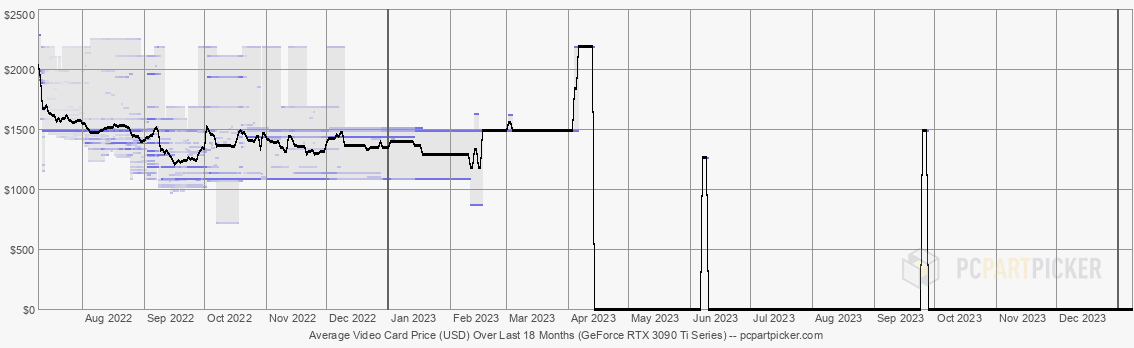 $2500
$2000
$1500
$1000
$500
$0
PCPARTPICKER
Aug 2022 Sep 2022 Oct 2022 Nov 2022 Dec 2022 Jan 2023 Feb 2023 Mar 2023 Apr 2023 May 2023 Jun 2023 Jul 2023 Aug 2023 Sep 2023 Oct 2023 Nov 2023 Dec 2023
Average Video Card Price (USD) Over Last 18 Months (GeForce RTX 3090 Ti Series) -- pcpartpicker.com